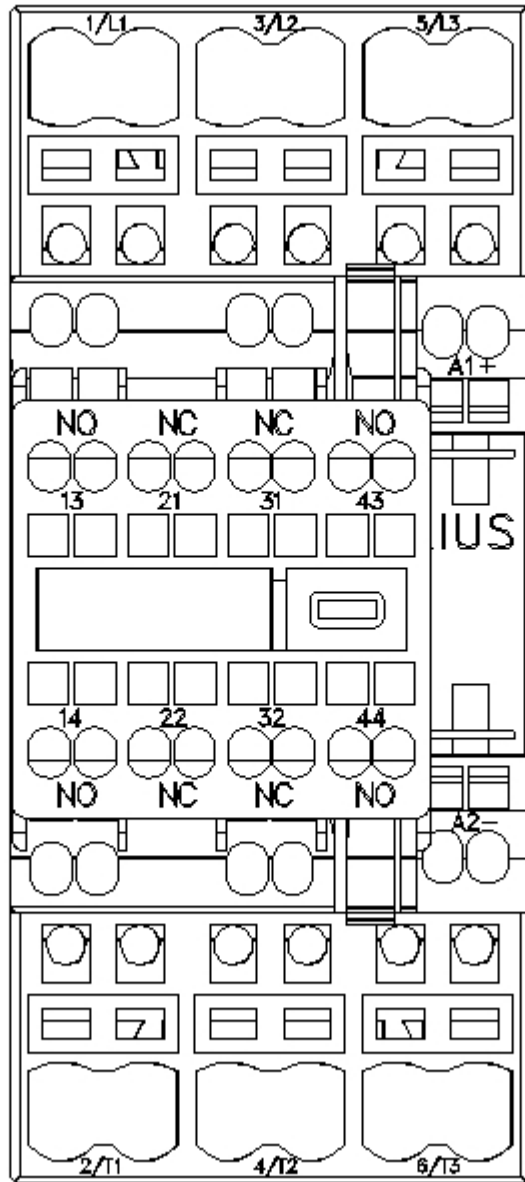 1/L1 3/L2 5/L3
A1+
NO NC NC NO
13 21 31 43
IUS
14 22 32 44
NO NC NC NO
A2-
2/T1 4/T2 6/T3